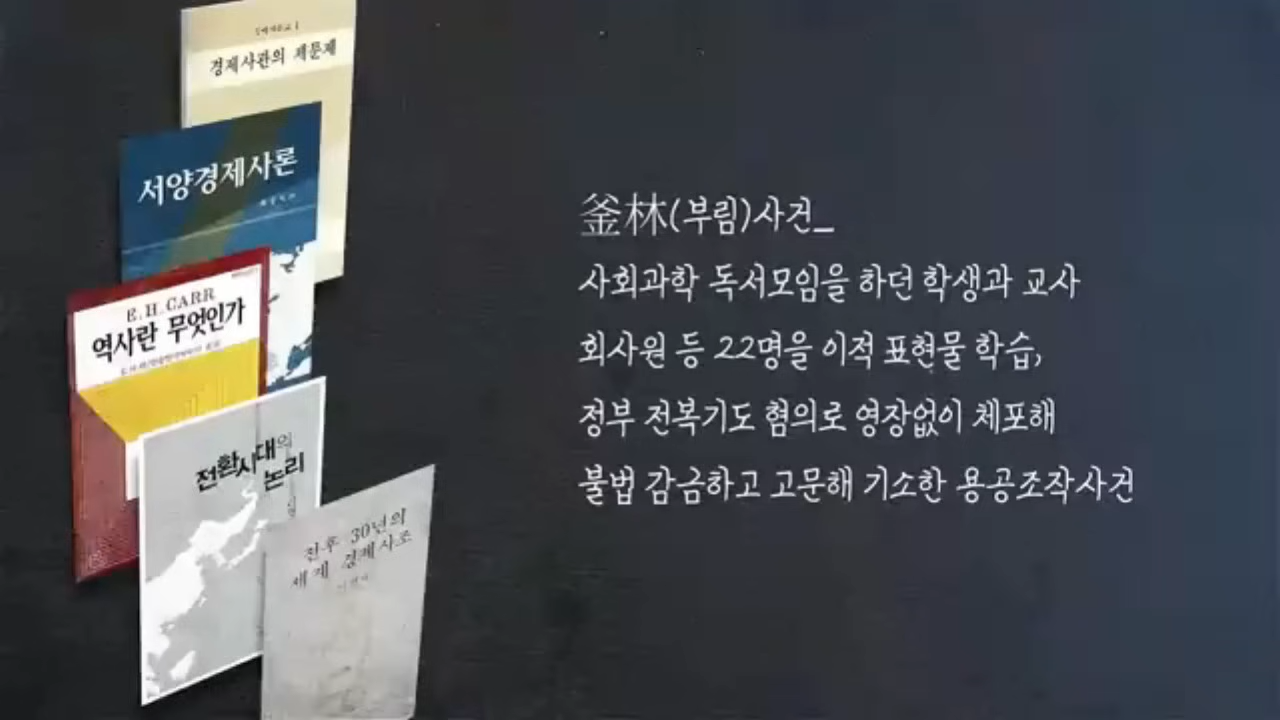 경제사관의 제문제
서양경제사론
E. H. CARR
역사란 무엇인가
전환시대의
논리
전후 30년의
세계 경제사조
釜林(부림)사건_
사회과학 독서모임을 하던 학생과 교사
회사원 등 22명을 이적 표현물 학습,
정부 전복기도 혐의로 영장없이 체포해
불법 감금하고 고문해 기소한 용공조작사건